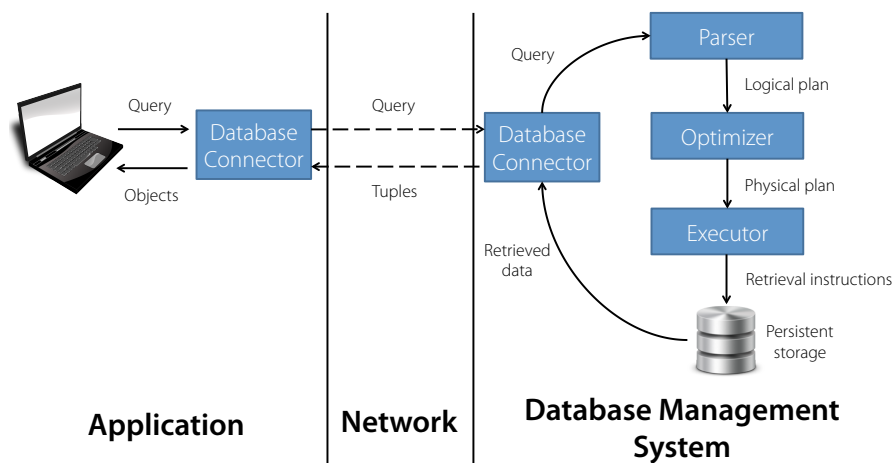 Parser
Query
Logical plan
Query
Database
Connector
Query
Database
Connector
Optimizer
Objects
Tuples
Physical plan
Executor
Retrieved
data
Retrieval instructions
Persistent
storage
Application
Network
Database Management
System